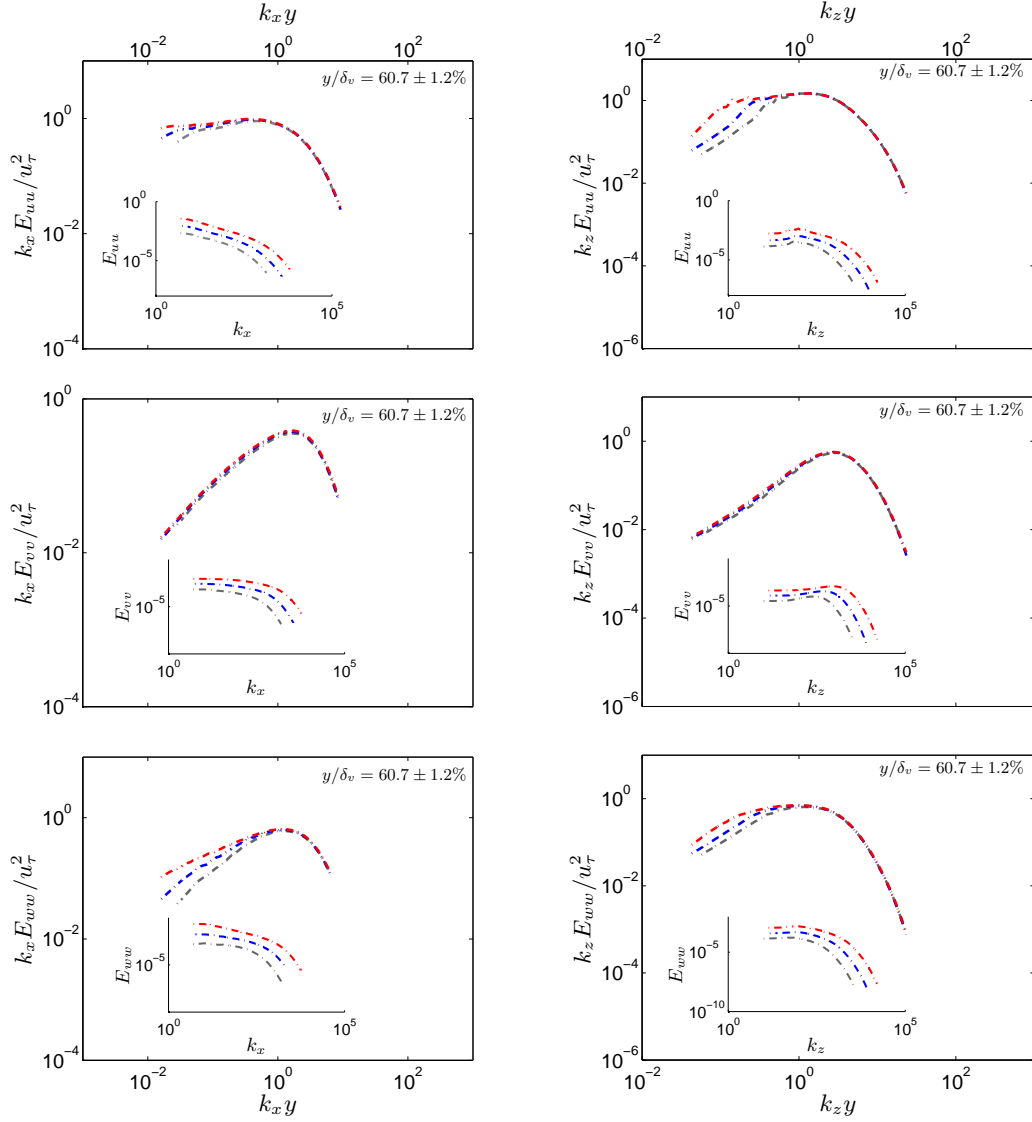 k_x y
k_z y
10^-2 10^0 10^2
10^-2 10^0 10^2
y/δ_v = 60.7 ± 1.2%
10^0
10^-2
10^-4
k_x E_uu/u_τ^2
10^0
10^-5
E_uu
10^0 10^5
k_x
y/δ_v = 60.7 ± 1.2%
10^0
10^-2
10^-4
10^-6
k_z E_uu/u_τ^2
10^0
10^-5
E_uu
10^0 10^5
k_z
y/δ_v = 60.7 ± 1.2%
10^0
10^-2
10^-4
k_x E_vv/u_τ^2
10^-5
E_vv
10^0 10^5
k_x
y/δ_v = 60.7 ± 1.2%
10^0
10^-2
10^-4
10^-6
k_z E_vv/u_τ^2
10^-5
E_vv
10^0 10^5
k_z
y/δ_v = 60.7 ± 1.2%
10^0
10^-2
10^-4
k_x E_ww/u_τ^2
10^-5
E_ww
10^0 10^5
k_x
10^-2 10^0 10^2
k_x y
y/δ_v = 60.7 ± 1.2%
10^0
10^-2
10^-4
10^-6
k_z E_ww/u_τ^2
10^-5
10^-10
E_ww
10^0 10^5
k_z
10^-2 10^0 10^2
k_z y